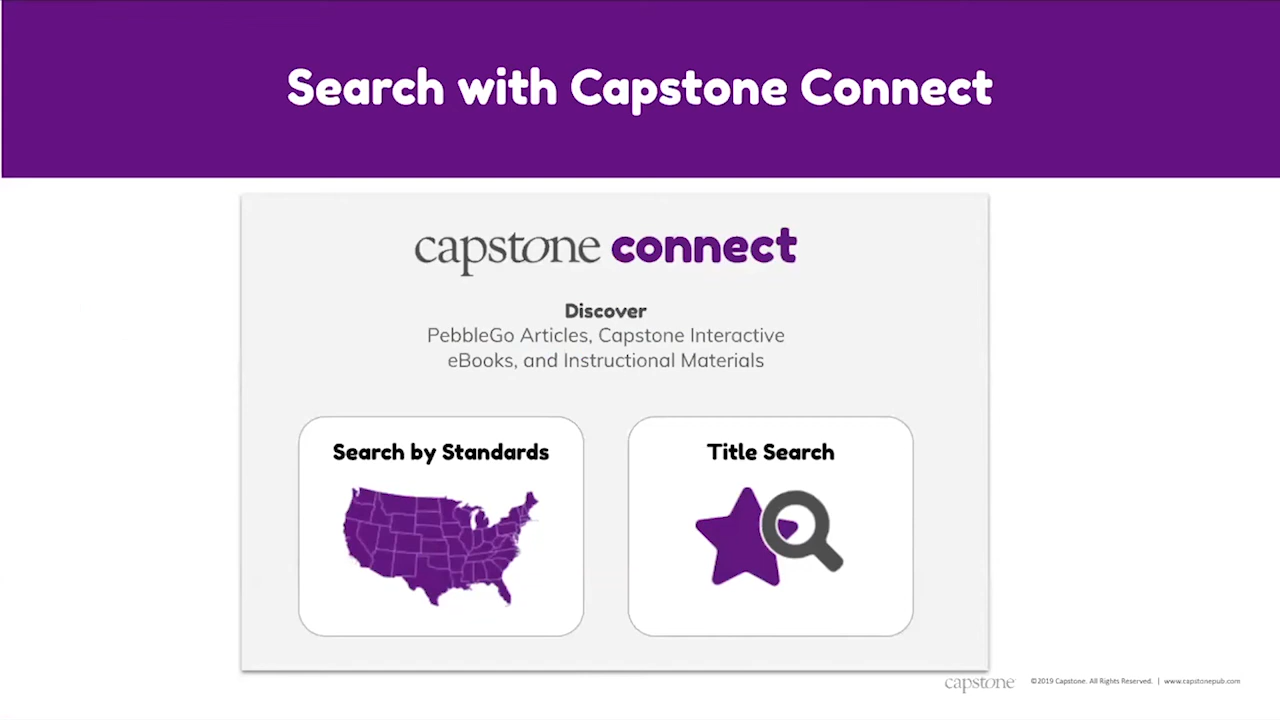 Search with Capstone Connect
capstone connect
Discover
PebbleGo Articles, Capstone Interactive
eBooks, and Instructional Materials
Search by Standards
Title Search
capstone ©2019 Capstone. All Rights Reserved. | www.capstonepub.com